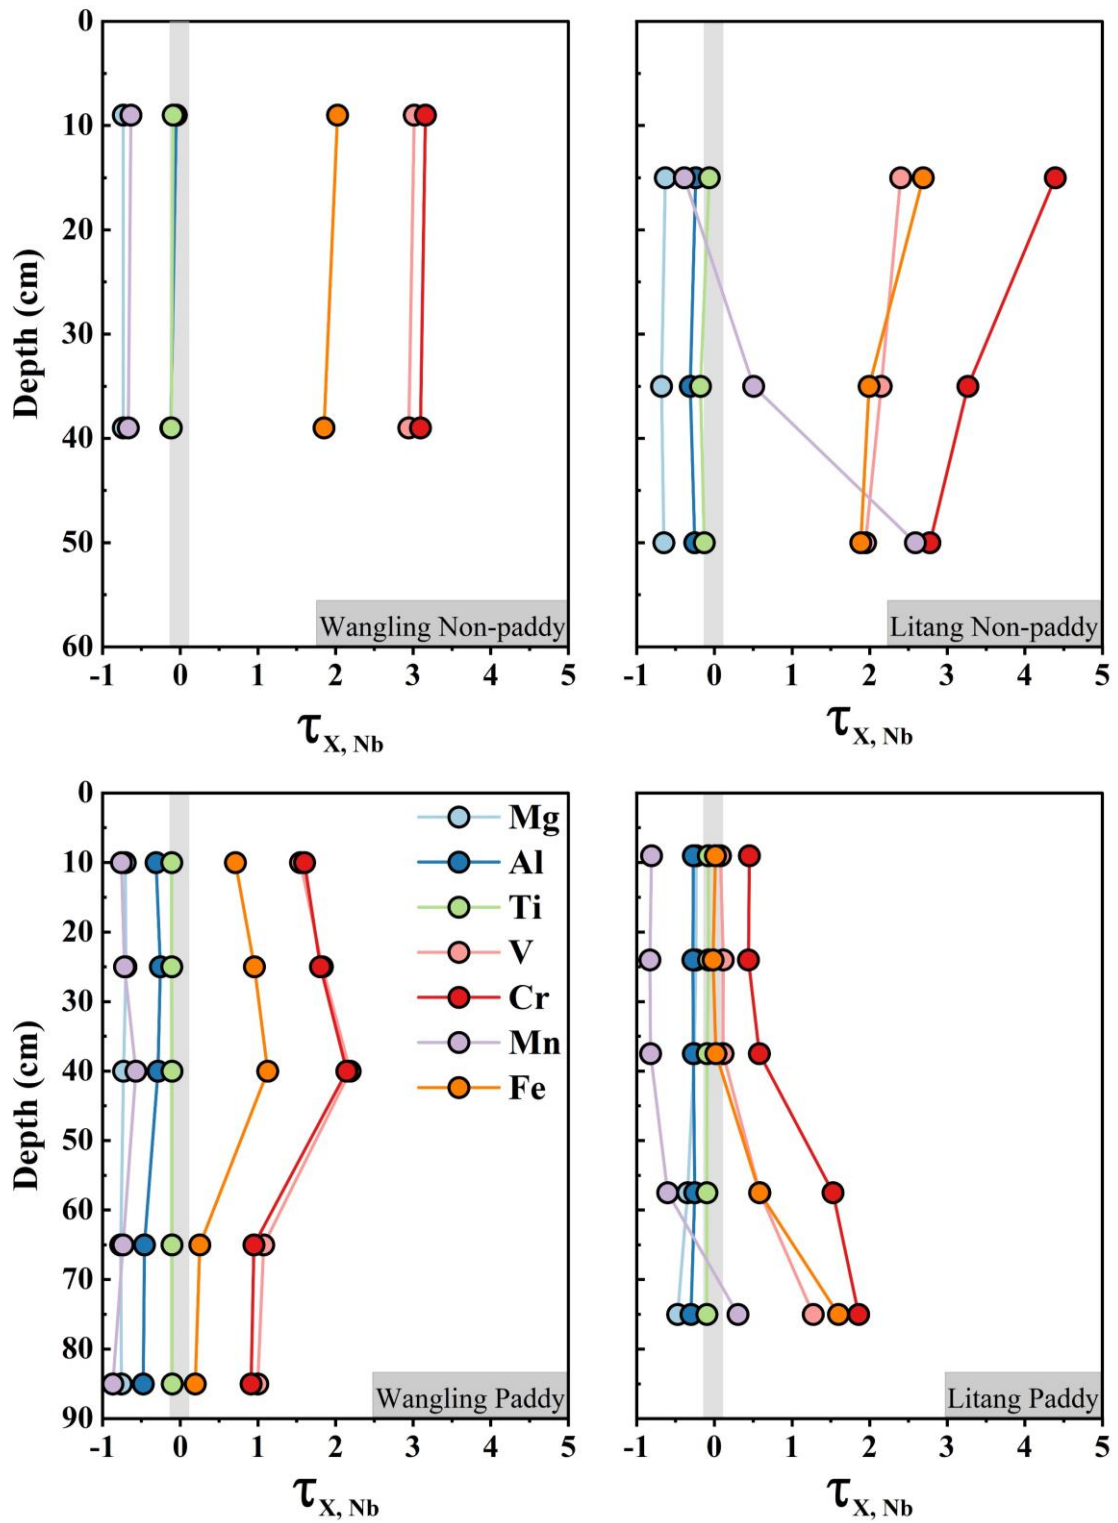 0
10
20
30
40
50
60
Depth (cm)
-1 0 1 2 3 4 5
τX, Nb
Wangling Non-paddy
-1 0 1 2 3 4 5
τX, Nb
Litang Non-paddy
0
10
20
30
40
50
60
70
80
90
Depth (cm)
Mg
Al
Ti
V
Cr
Mn
Fe
Wangling Paddy
-1 0 1 2 3 4 5
τX, Nb
Litang Paddy
-1 0 1 2 3 4 5
τX, Nb